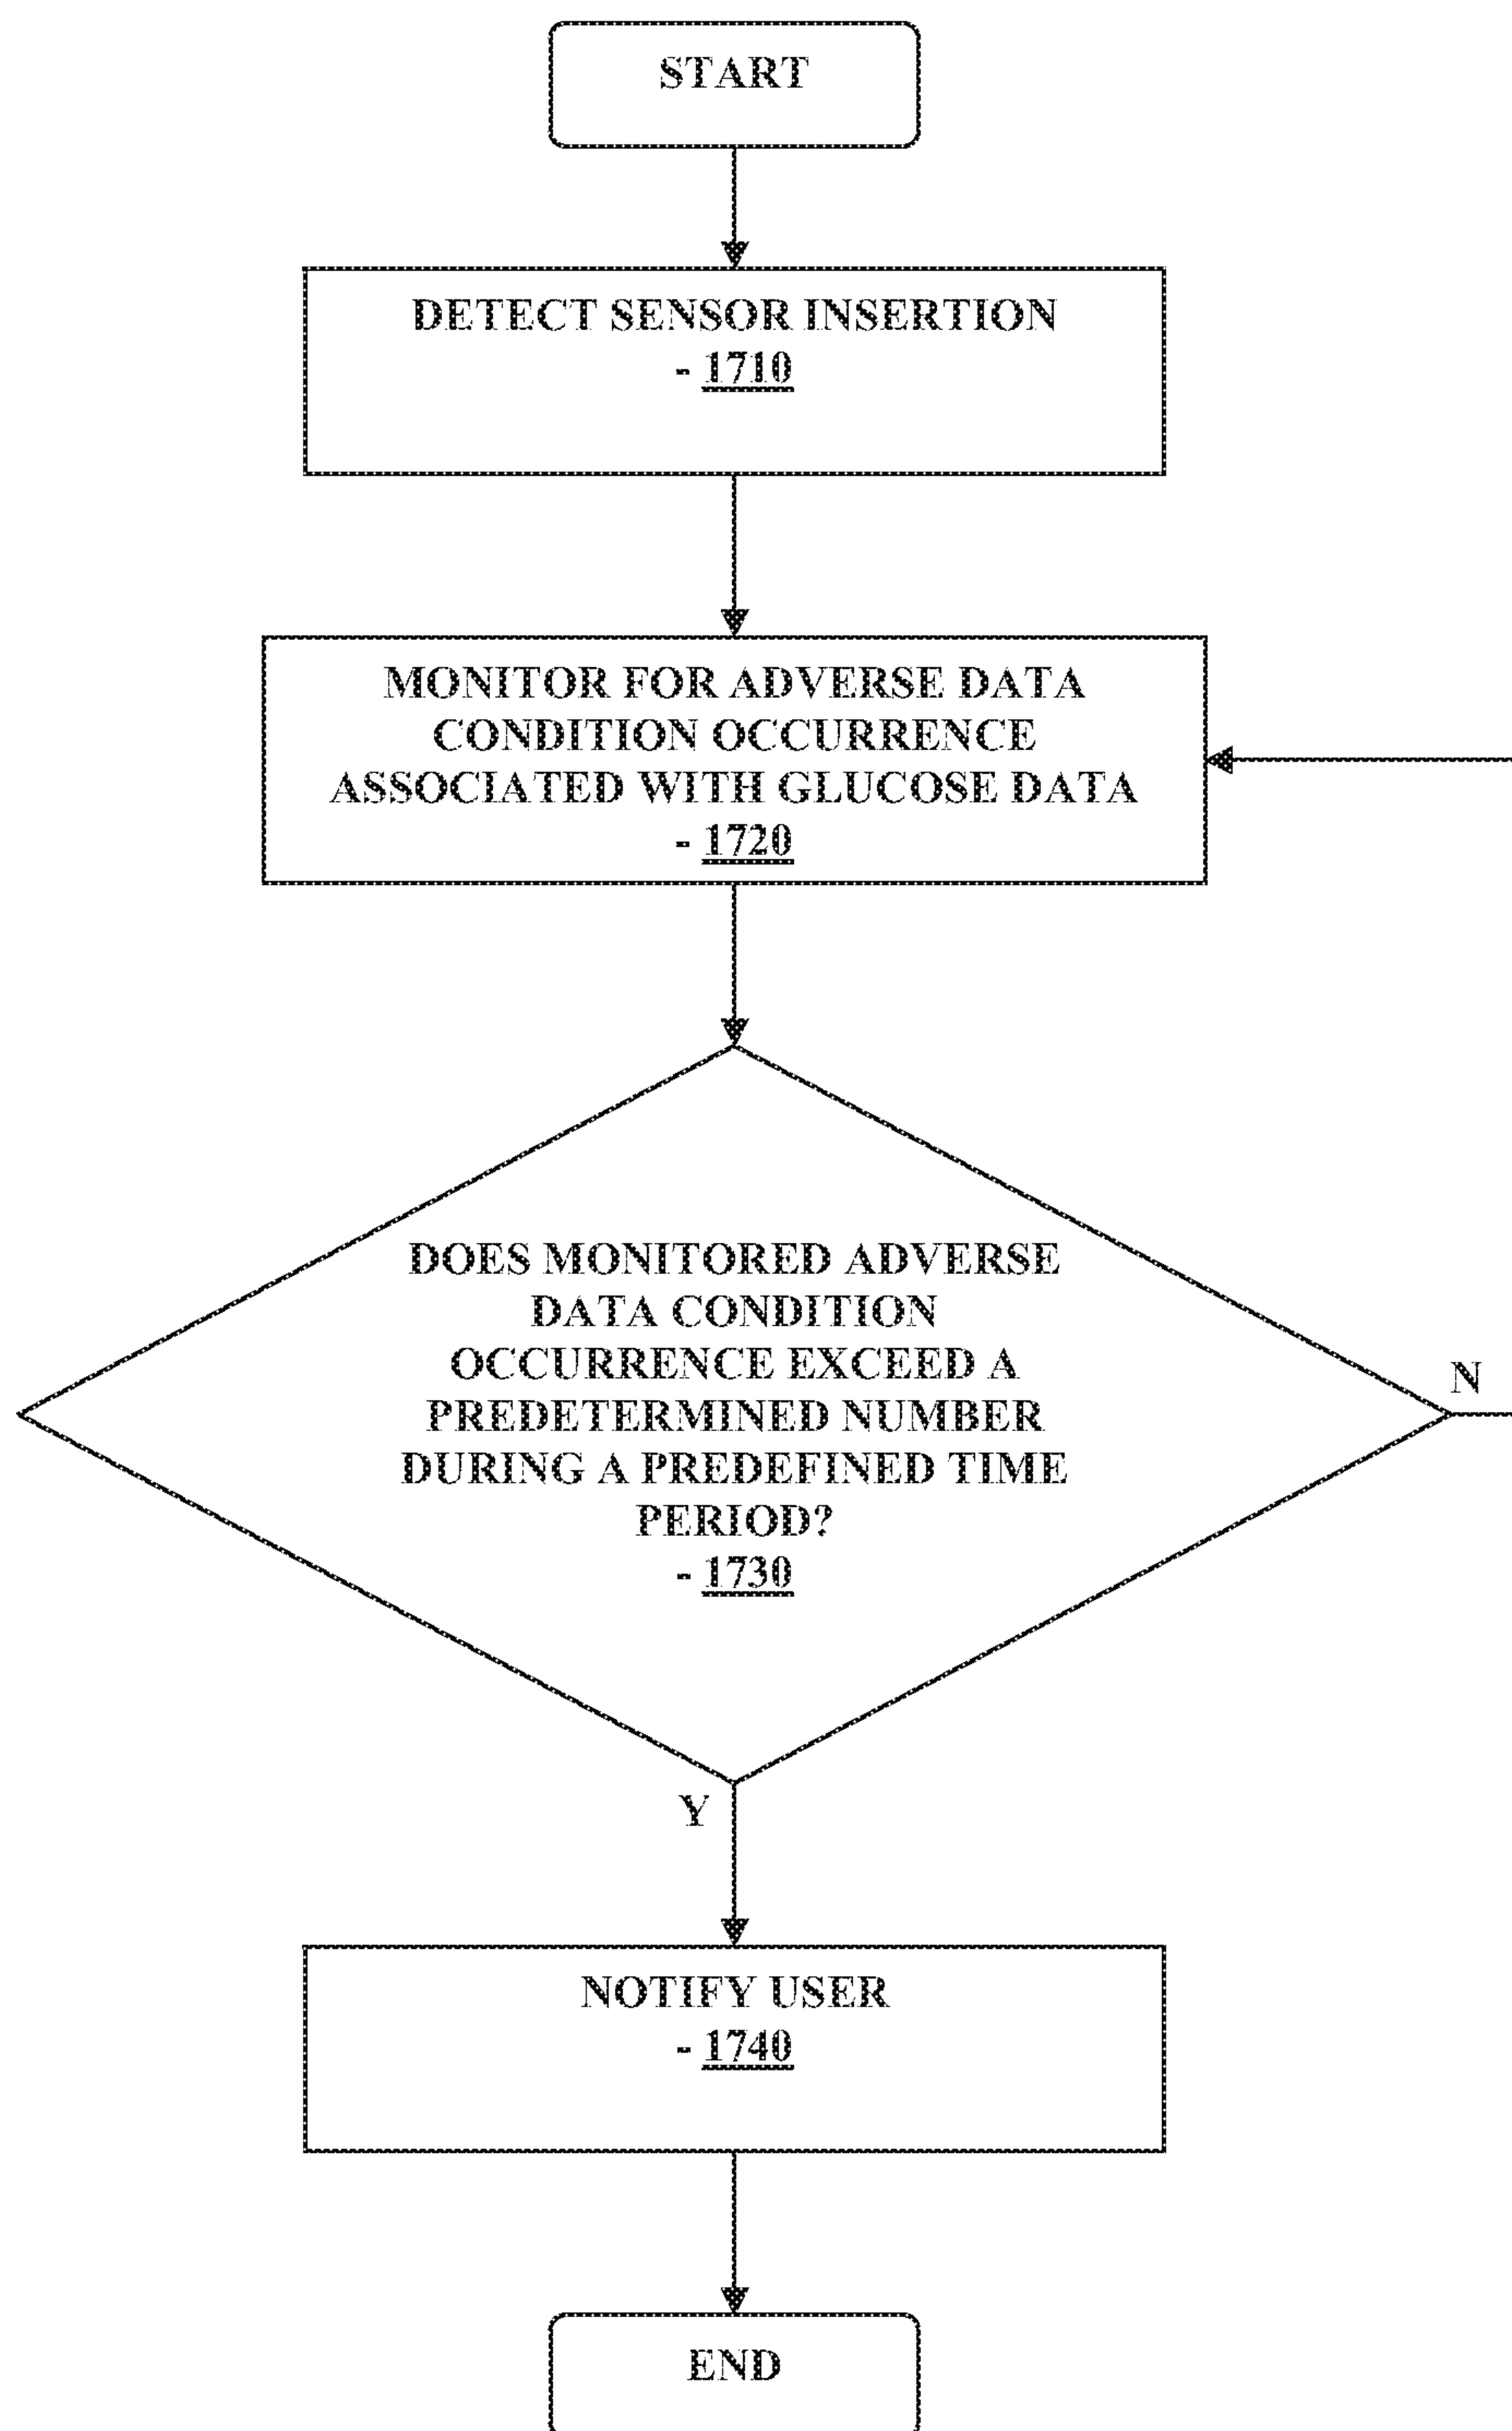 START
DETECT SENSOR INSERTION
- 1710
MONITOR FOR ADVERSE DATA
CONDITION OCCURRENCE
ASSOCIATED WITH GLUCOSE DATA
- 1720
DOES MONITORED ADVERSE
DATA CONDITION
OCCURRENCE EXCEED A
PREDETERMINED NUMBER
DURING A PREDEFINED TIME
PERIOD?
- 1730
N
Y
NOTIFY USER
- 1740
END